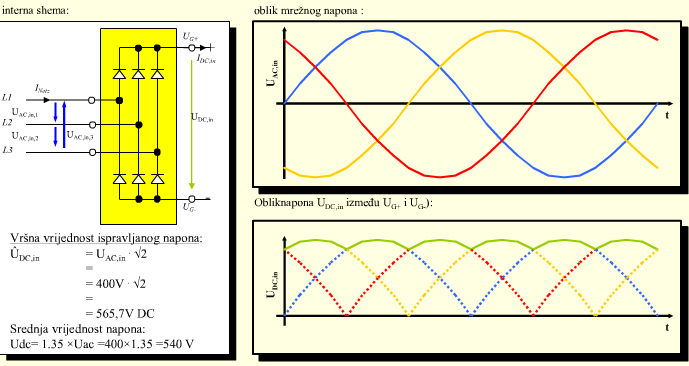 interna shema:
U_G+
I_DC,in
I_Netz
L1
U_AC,in,1
L2
U_AC,in,2
U_AC,in,3
U_DC,in
L3
U_G-
Vršna vrijednost ispravljanog napona:
Û_DC,in = U_AC,in · √2
=
= 400V · √2
=
= 565,7V DC
Srednja vrijednost napona:
Udc= 1.35 ×Uac =400×1.35 =540 V
oblik mrežnog napona :
U_AC,in
t
Obliknapona U_DC,in između U_G+ i U_G-):
U_DC,in
t